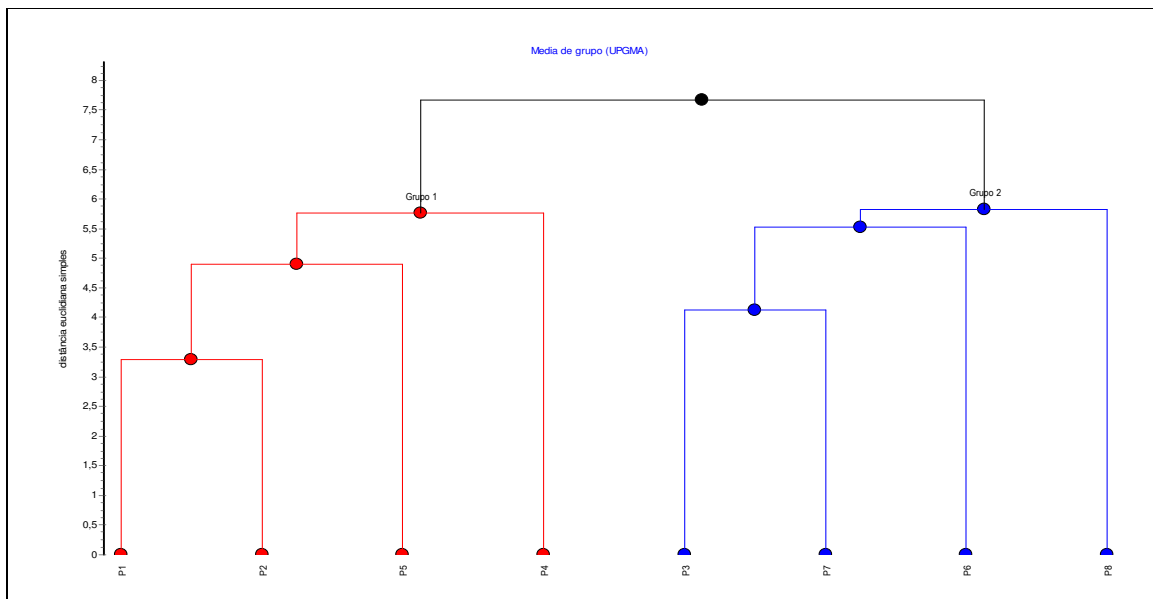 Media de grupo (UPGMA)
distância euclidiana simples
8
7,5
7
6,5
6
5,5
5
4,5
4
3,5
3
2,5
2
1,5
1
0,5
0
Grupo 1
Grupo 2
P1
P2
P5
P4
P3
P7
P6
P8